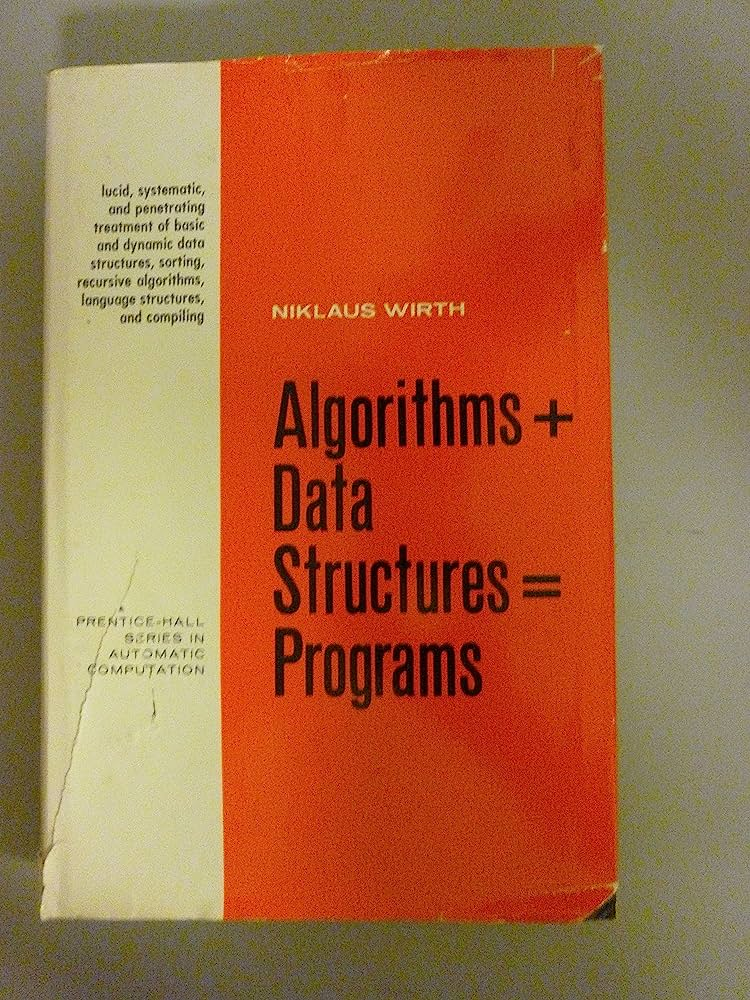 lucid, systematic,
and penetrating
treatment of basic
and dynamic data
structures, sorting,
recursive algorithms,
language structures,
and compiling
NIKLAUS WIRTH
Algorithms +
Data
Structures =
Programs
PRENTICE-HALL
SERIES IN
AUTOMATIC
COMPUTATION